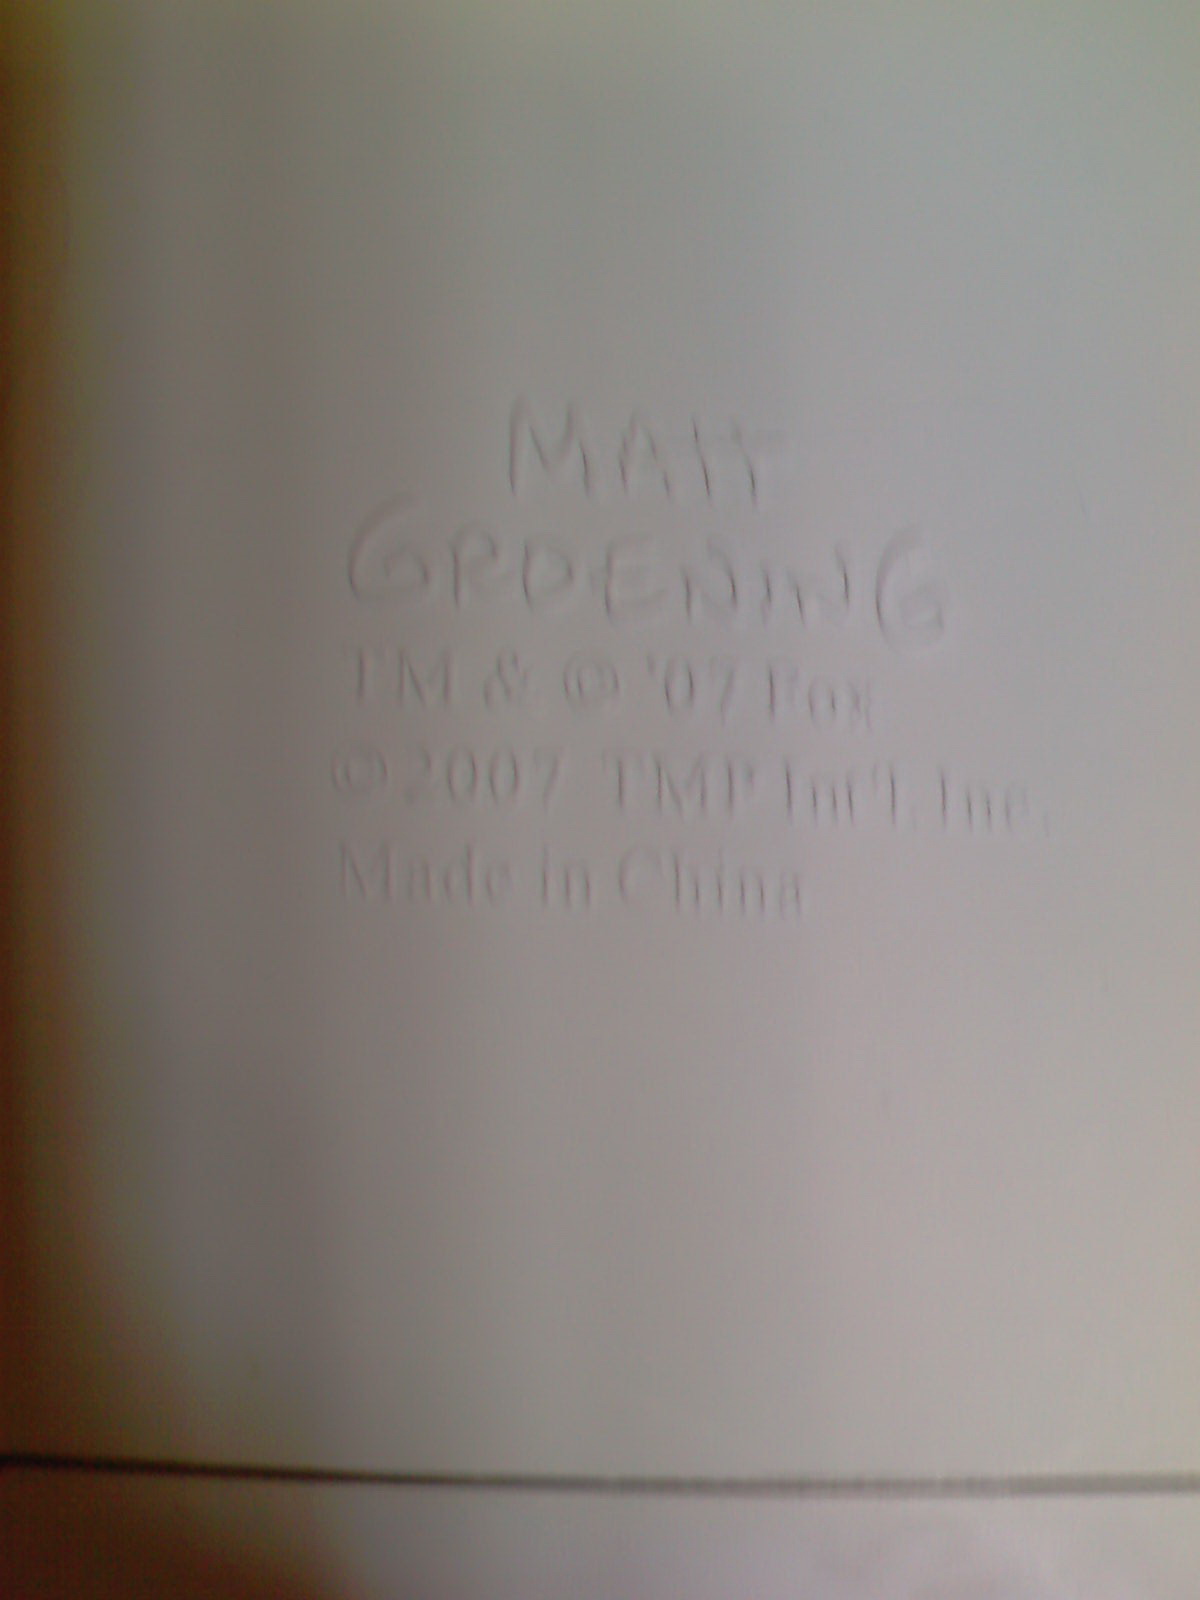 MATT
GROENING
TM & © '07 Fox
©2007 TMP Int'l, Inc.
Made in China